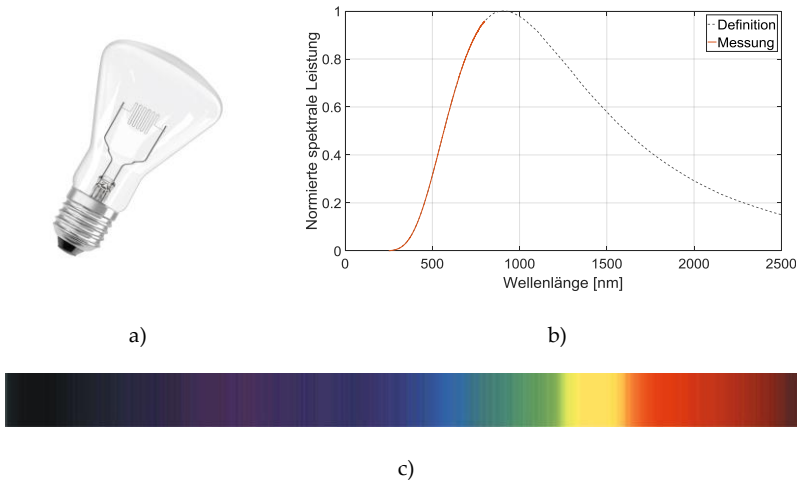 1
0.8
0.6
0.4
0.2
0
Normierte spektrale Leistung
Definition
Messung
0 500 1000 1500 2000 2500
Wellenlänge [nm]
a) b)
c)